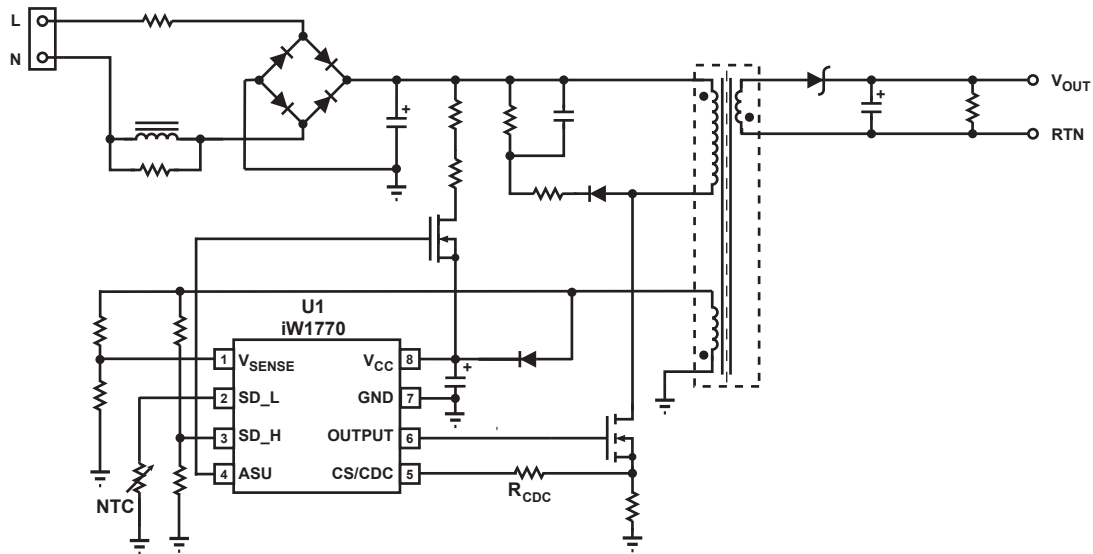 L
N
+
VOUT
+
RTN
U1
iW1770
1 VSENSE
VCC 8
+
2 SD_L
GND 7
3 SD_H
OUTPUT 6
4 ASU
CS/CDC 5
NTC
RCDC